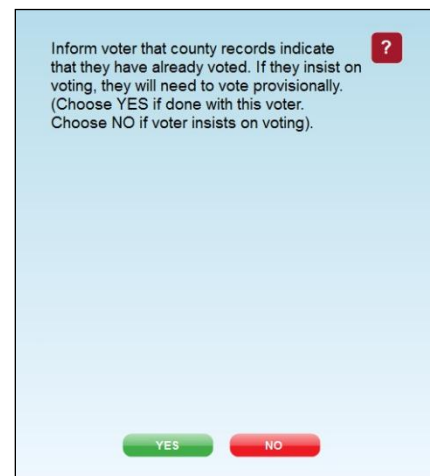 Inform voter that county records indicate
that they have already voted. If they insist on
voting, they will need to vote provisionally.
(Choose YES if done with this voter.
Choose NO if voter insists on voting).
?
YES NO